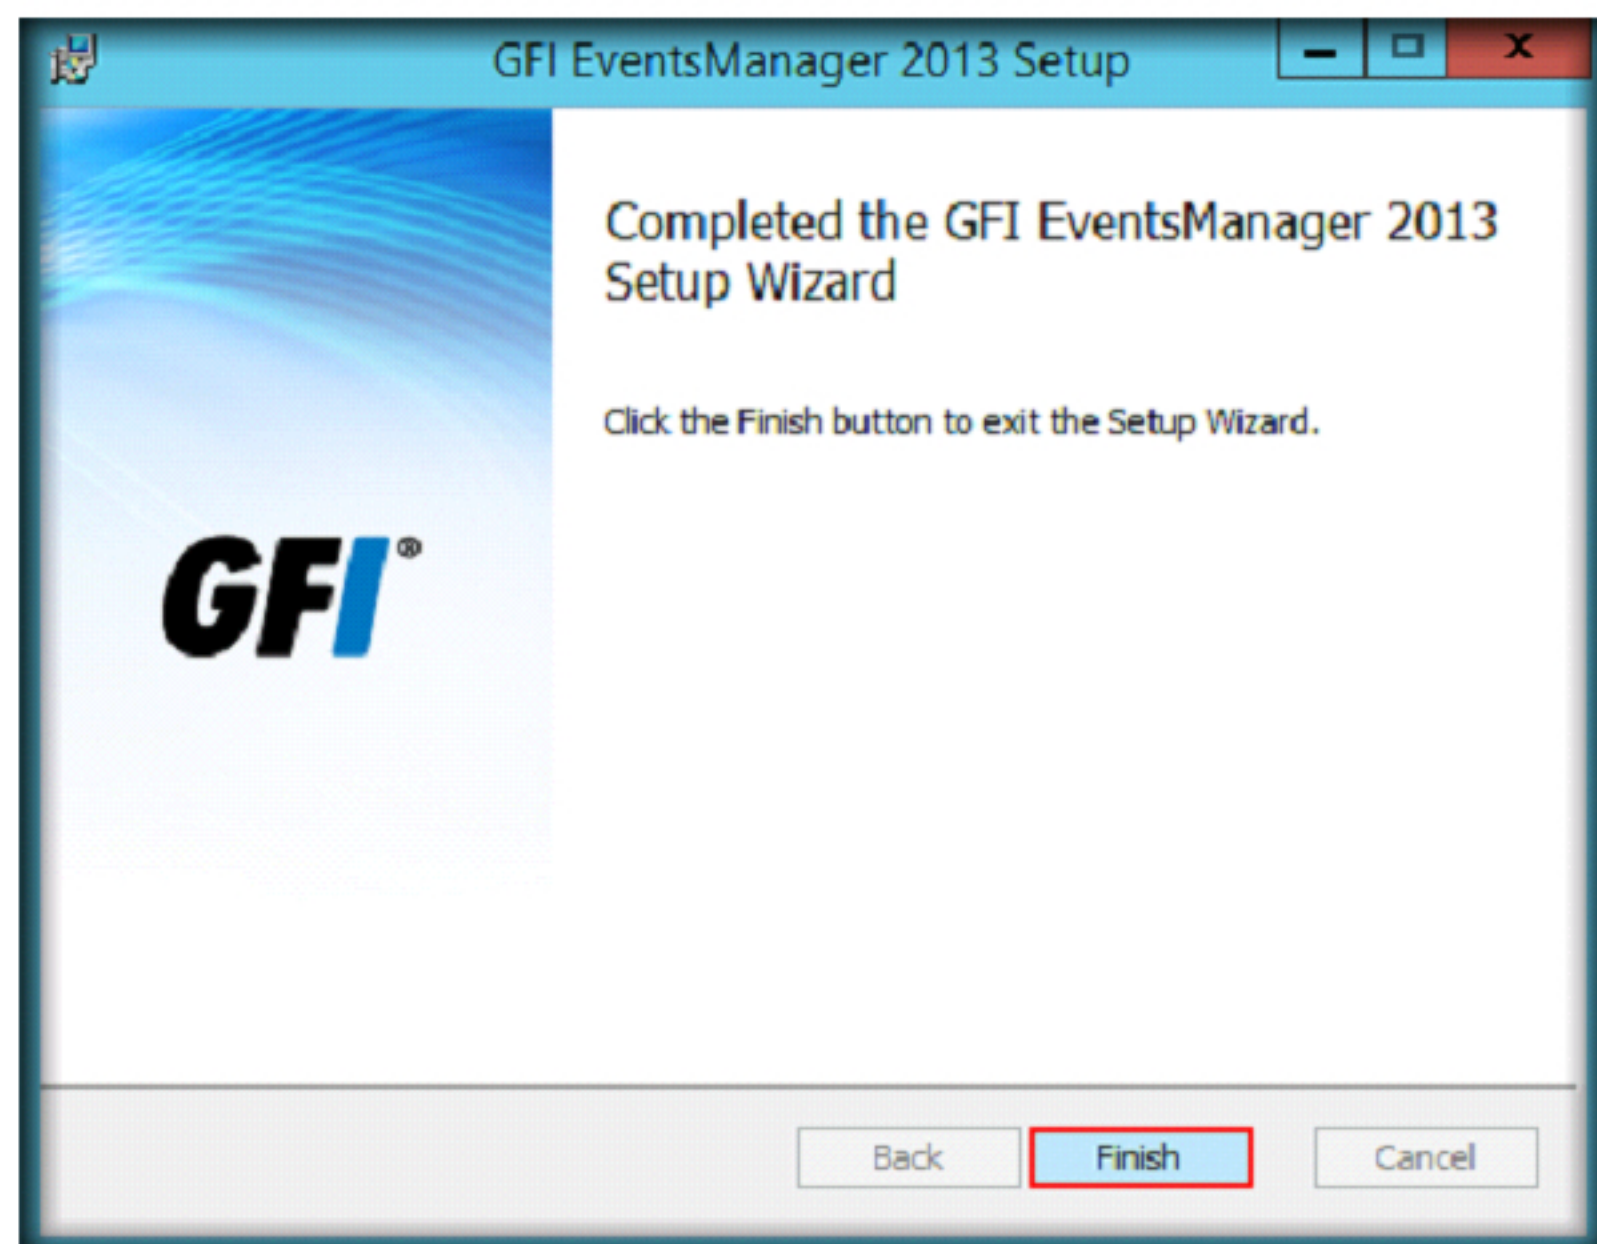 GFI EventsManager 2013 Setup
Completed the GFI EventsManager 2013
Setup Wizard
Click the Finish button to exit the Setup Wizard.
GFI®
Back
Finish
Cancel